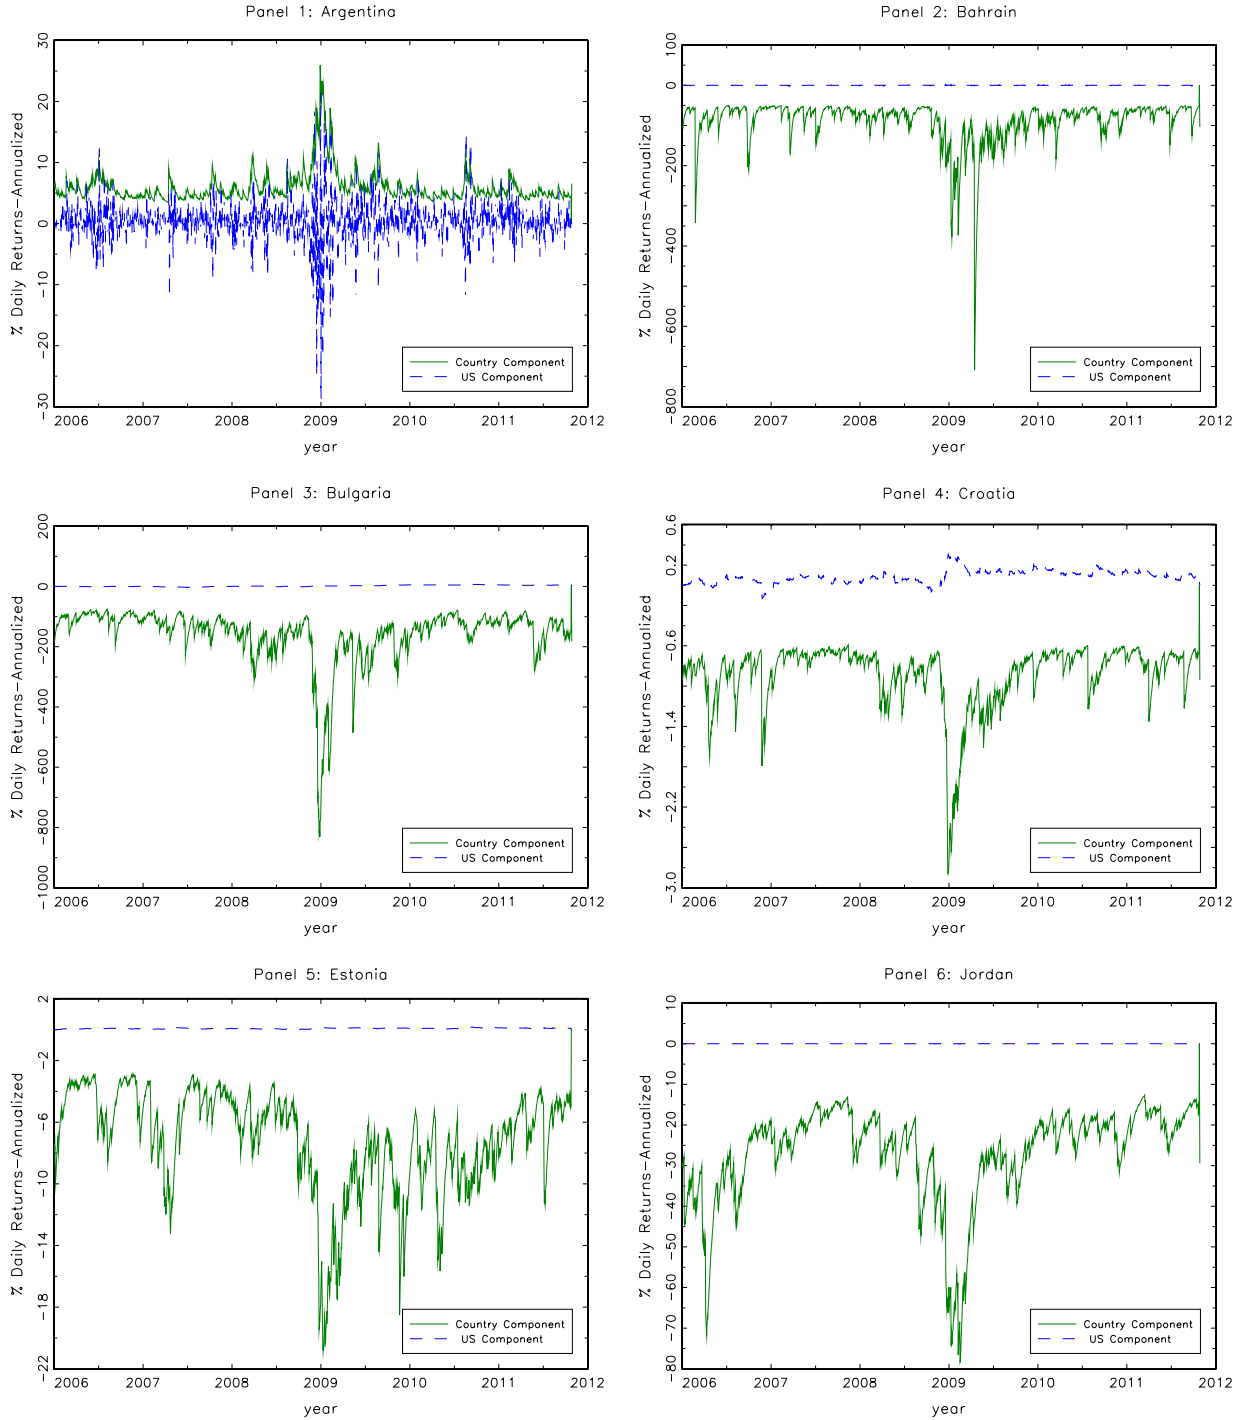 Panel 1: Argentina
% Daily Returns-Annualized
30
20
10
0
-10
-20
-30
Country Component
US Component
2006 2007 2008 2009 2010 2011 2012
year
Panel 2: Bahrain
% Daily Returns-Annualized
100
0
-200
-400
-600
-800
Country Component
US Component
2006 2007 2008 2009 2010 2011 2012
year
Panel 3: Bulgaria
% Daily Returns-Annualized
200
0
-200
-400
-600
-800
-1000
Country Component
US Component
2006 2007 2008 2009 2010 2011 2012
year
Panel 4: Croatia
% Daily Returns-Annualized
0.6
0.2
-0.6
-1.4
-2.2
-3.0
Country Component
US Component
2006 2007 2008 2009 2010 2011 2012
year
Panel 5: Estonia
% Daily Returns-Annualized
2
-2
-6
-10
-14
-18
-22
Country Component
US Component
2006 2007 2008 2009 2010 2011 2012
year
Panel 6: Jordan
% Daily Returns-Annualized
10
0
-10
-20
-30
-40
-50
-60
-70
-80
Country Component
US Component
2006 2007 2008 2009 2010 2011 2012
year